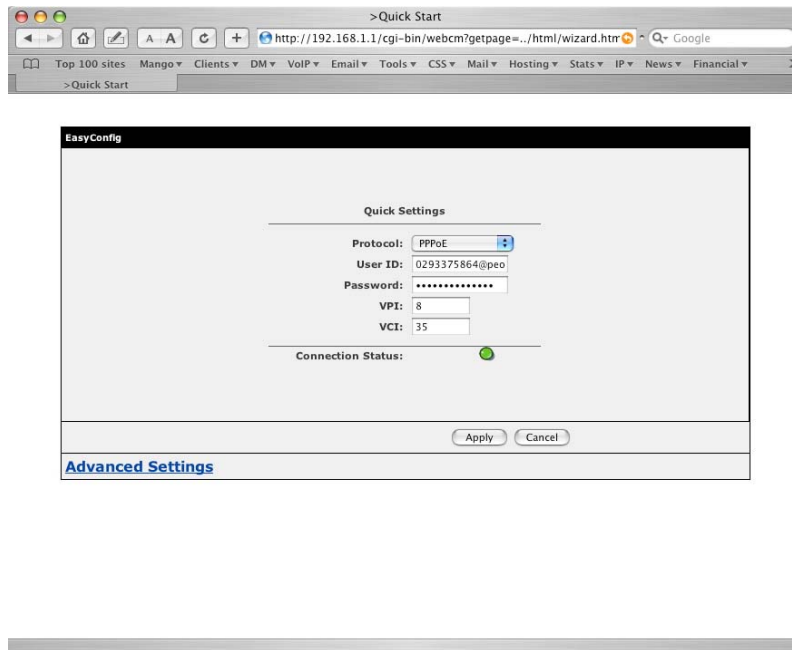 >Quick Start
A A
http://192.168.1.1/cgi-bin/webcm?getpage=../html/wizard.htm
Google
Top 100 sites Mango Clients DM VoIP Email Tools CSS Mail Hosting Stats IP News Financial
>Quick Start
EasyConfig
Quick Settings
Protocol: PPPoE
User ID: 0293375864@peo
Password: ••••••••••••••
VPI: 8
VCI: 35
Connection Status:
Apply Cancel
Advanced Settings